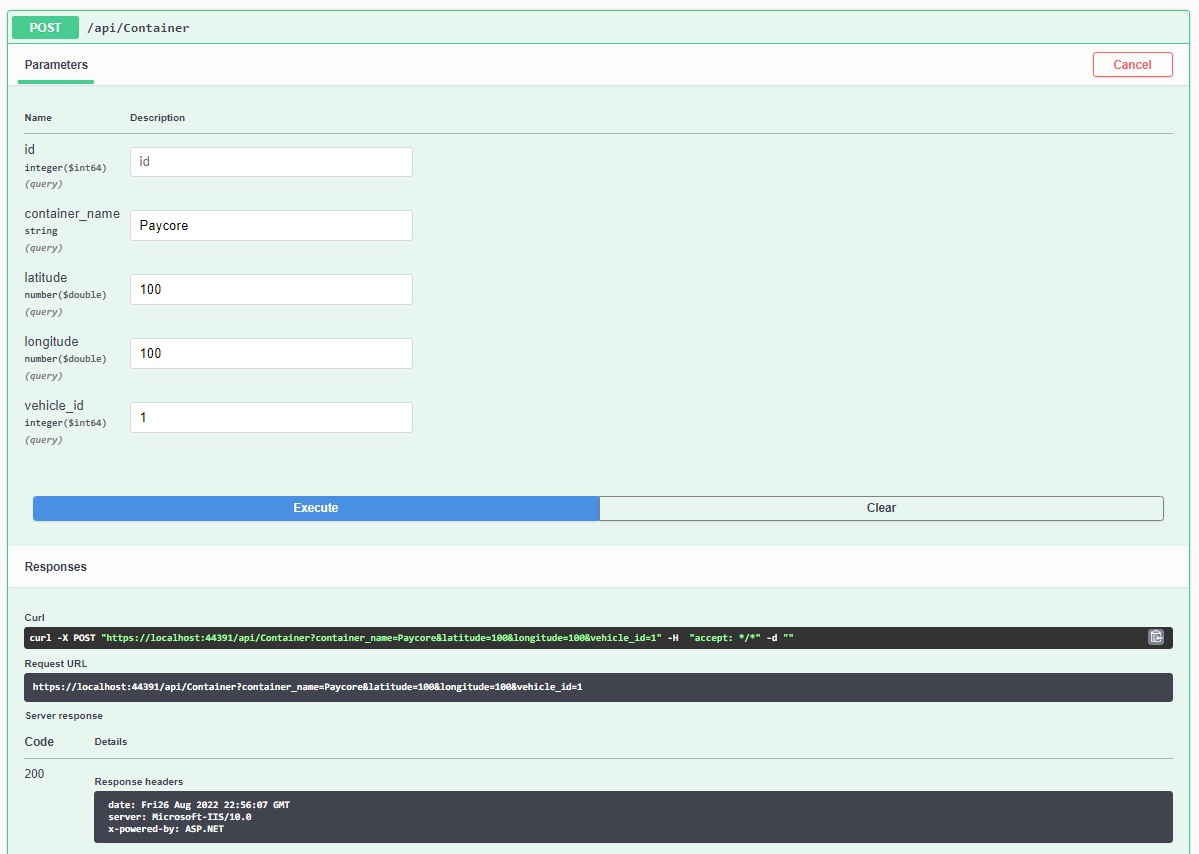 POST /api/Container
Parameters
Cancel
Name Description
id
integer($int64)
(query)
id
container_name
string
(query)
Paycore
latitude
number($double)
(query)
100
longitude
number($double)
(query)
100
vehicle_id
integer($int64)
(query)
1
Execute Clear
Responses
Curl
curl -X POST "https://localhost:44391/api/Container?container_name=Paycore&latitude=100&longitude=100&vehicle_id=1" -H  "accept: */*" -d ""
Request URL
https://localhost:44391/api/Container?container_name=Paycore&latitude=100&longitude=100&vehicle_id=1
Server response
Code Details
200
Response headers
date: Fri26 Aug 2022 22:56:07 GMT
server: Microsoft-IIS/10.0
x-powered-by: ASP.NET